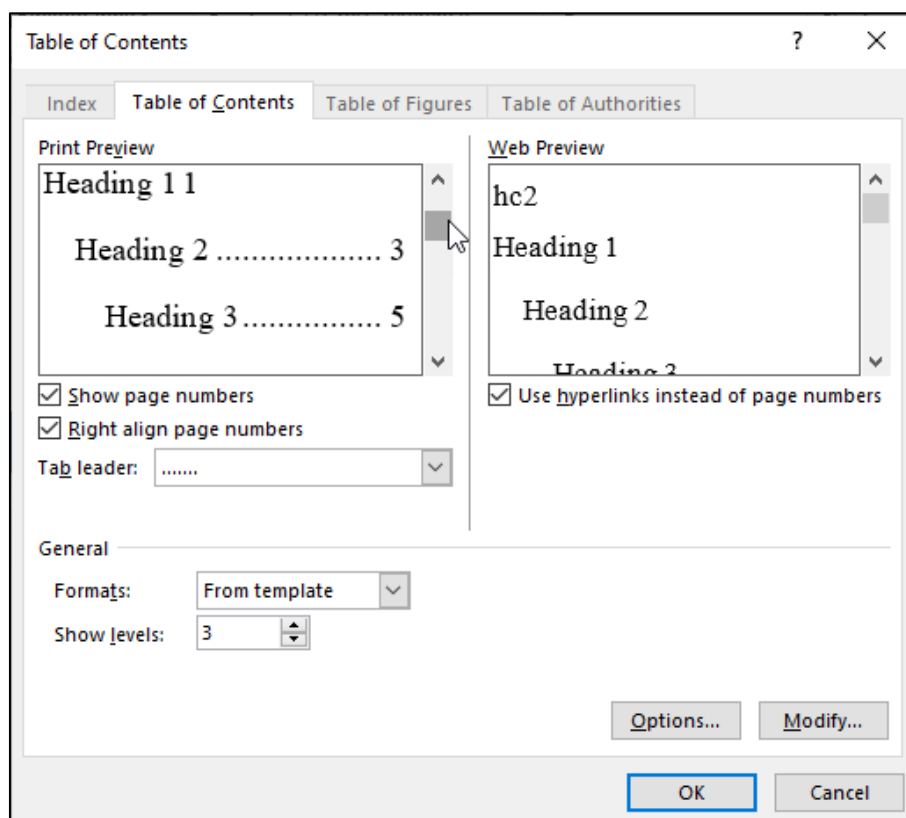 Table of Contents
?
Index
Table of Contents
Table of Figures
Table of Authorities
Print Preview
Heading 1 1
Heading 2 ................... 3
Heading 3 ................. 5
Show page numbers
Right align page numbers
Tab leader: .......
Web Preview
hc2
Heading 1
Heading 2
Heading 3
Use hyperlinks instead of page numbers
General
Formats: From template
Show levels: 3
Options...
Modify...
OK
Cancel